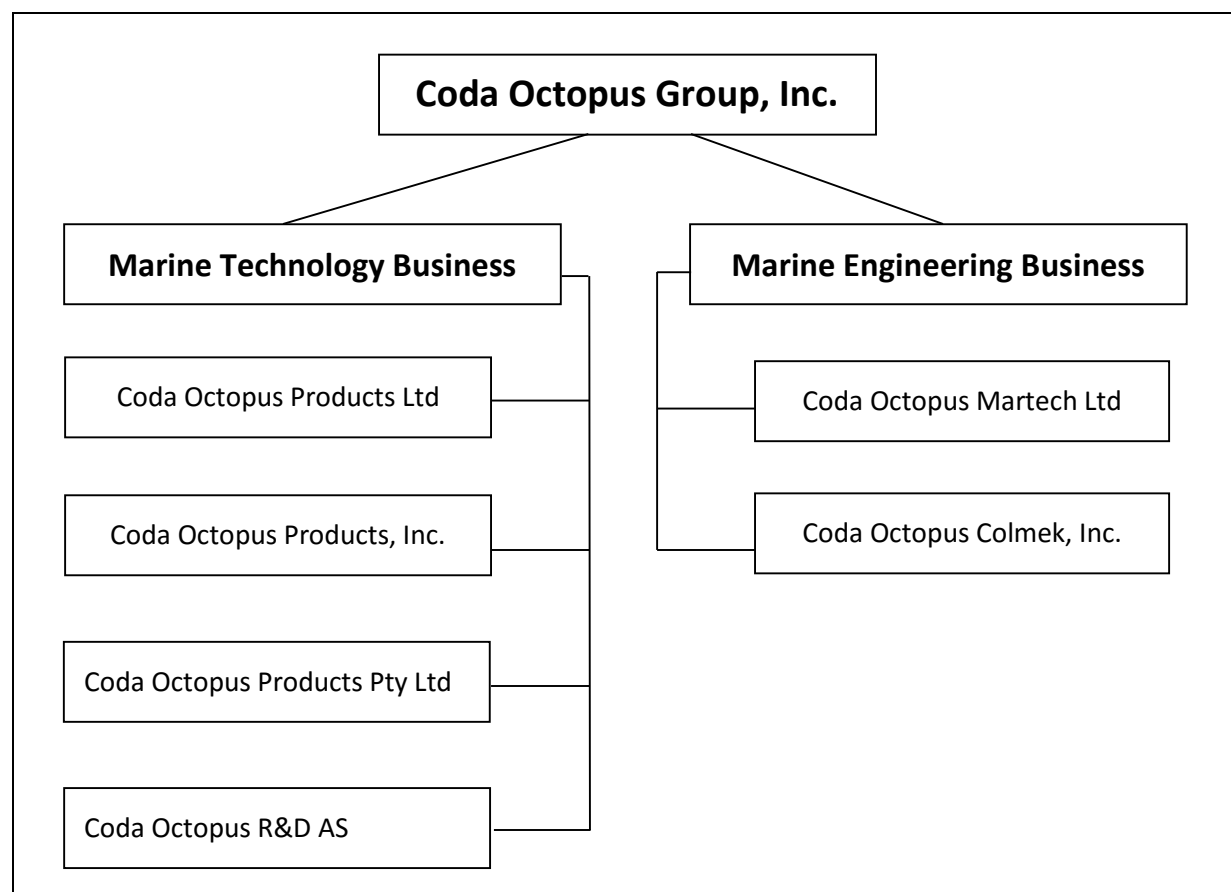 Coda Octopus Group, Inc.
Marine Technology Business
Coda Octopus Products Ltd
Coda Octopus Products, Inc.
Coda Octopus Products Pty Ltd
Coda Octopus R&D AS
Marine Engineering Business
Coda Octopus Martech Ltd
Coda Octopus Colmek, Inc.